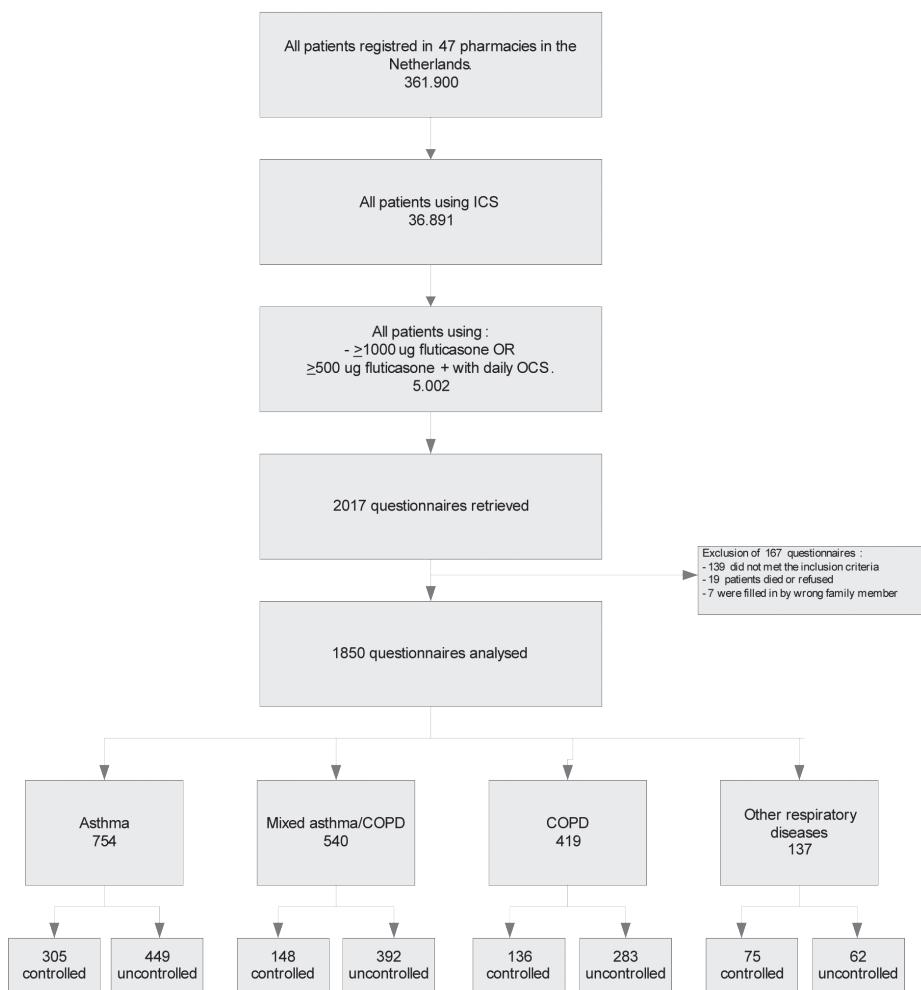 All patients registred in 47 pharmacies in the
Netherlands.
361.900
All patients using ICS
36.891
All patients using :
- ≥1000 ug fluticasone OR
≥500 ug fluticasone + with daily OCS.
5.002
2017 questionnaires retrieved
Exclusion of 167 questionnaires :
- 139 did not met the inclusion criteria
- 19 patients died or refused
- 7 were filled in by wrong family member
1850 questionnaires analysed
Asthma
754
Mixed asthma/COPD
540
COPD
419
Other respiratory
diseases
137
305
controlled
449
uncontrolled
148
controlled
392
uncontrolled
136
controlled
283
uncontrolled
75
controlled
62
uncontrolled